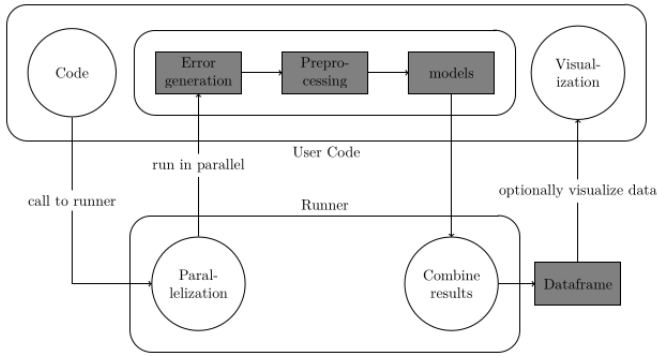 Code
Error
generation
Prepro-
cessing
models
Visual-
ization
User Code
run in parallel
call to runner
optionally visualize data
Runner
Paral-
lelization
Combine
results
Dataframe